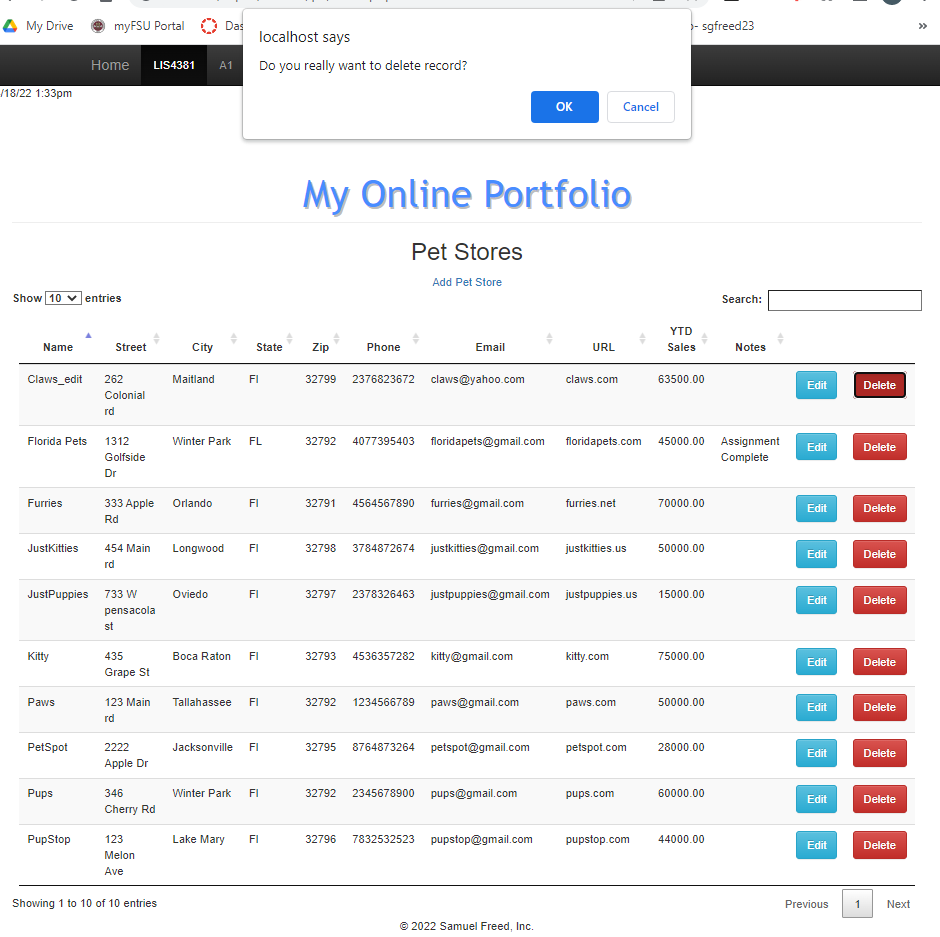 My Drive myFSU Portal Das - sgfreed23 »
localhost says
Do you really want to delete record?
OK Cancel
Home LIS4381 A1
/18/22 1:33pm
My Online Portfolio
Pet Stores
Add Pet Store
Show 10 entries Search:
Name Street City State Zip Phone Email URL YTD Sales Notes
Claws_edit 262 Colonial rd Maitland Fl 32799 2376823672 claws@yahoo.com claws.com 63500.00 Edit Delete
Florida Pets 1312 Golfside Dr Winter Park FL 32792 4077395403 floridapets@gmail.com floridapets.com 45000.00 Assignment Complete Edit Delete
Furries 333 Apple Rd Orlando Fl 32791 4564567890 furries@gmail.com furries.net 70000.00 Edit Delete
JustKitties 454 Main rd Longwood Fl 32798 3784872674 justkitties@gmail.com justkitties.us 50000.00 Edit Delete
JustPuppies 733 W pensacola st Oviedo Fl 32797 2378326463 justpuppies@gmail.com justpuppies.us 15000.00 Edit Delete
Kitty 435 Grape St Boca Raton Fl 32793 4536357282 kitty@gmail.com kitty.com 75000.00 Edit Delete
Paws 123 Main rd Tallahassee Fl 32792 1234566789 paws@gmail.com paws.com 50000.00 Edit Delete
PetSpot 2222 Apple Dr Jacksonville Fl 32795 8764873264 petspot@gmail.com petspot.com 28000.00 Edit Delete
Pups 346 Cherry Rd Winter Park Fl 32792 2345678900 pups@gmail.com pups.com 60000.00 Edit Delete
PupStop 123 Melon Ave Lake Mary Fl 32796 7832532523 pupstop@gmail.com pupstop.com 44000.00 Edit Delete
Showing 1 to 10 of 10 entries Previous 1 Next
© 2022 Samuel Freed, Inc.